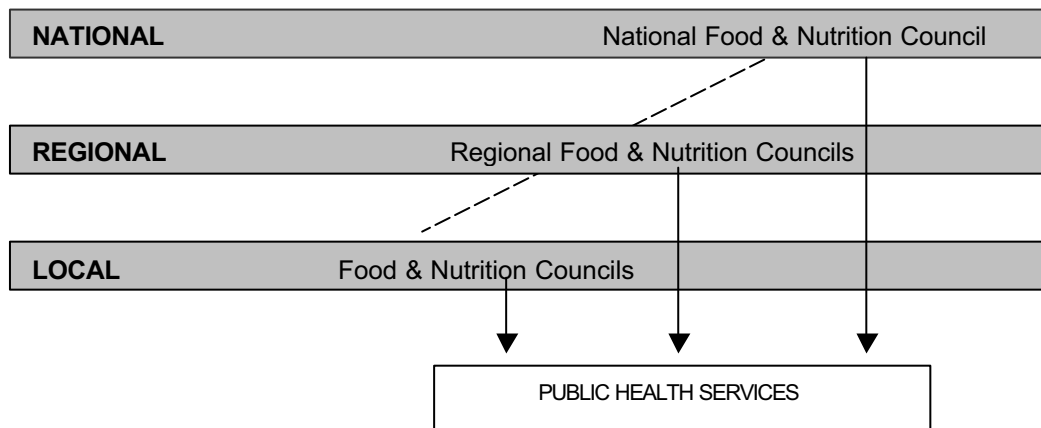 NATIONAL National Food & Nutrition Council
REGIONAL Regional Food & Nutrition Councils
LOCAL Food & Nutrition Councils
PUBLIC HEALTH SERVICES